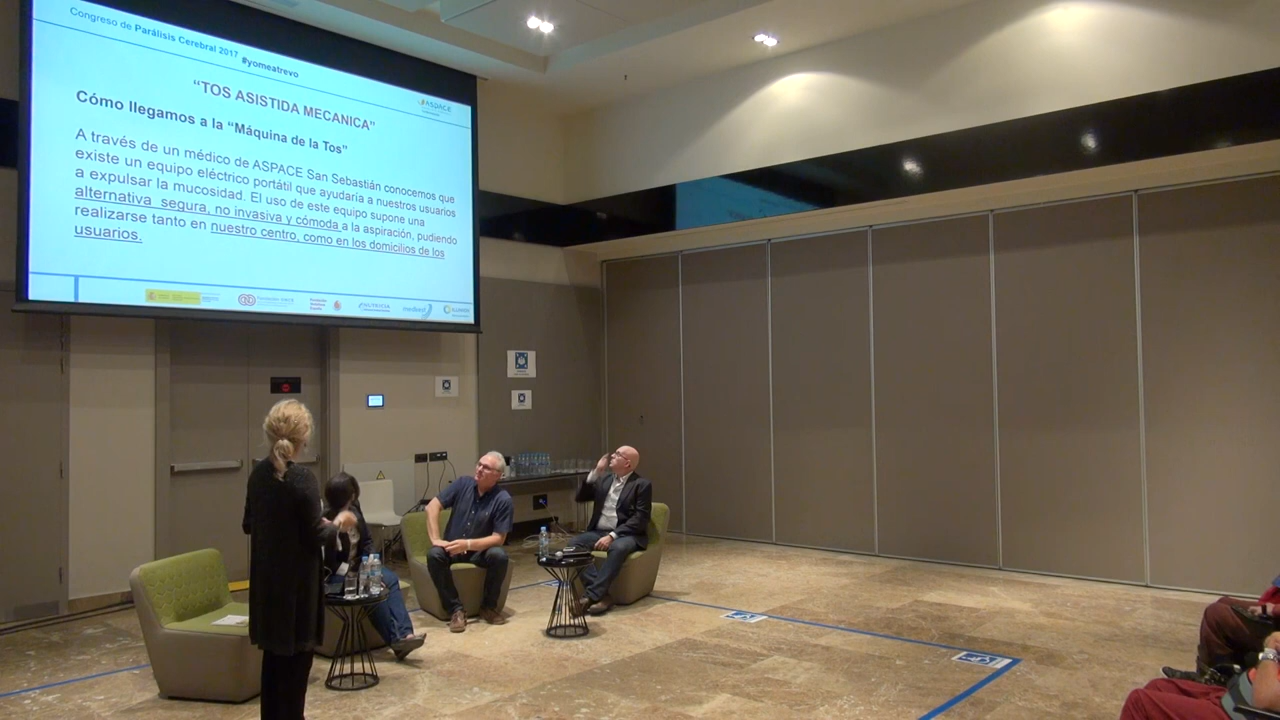 Congreso de Parálisis Cerebral 2017 #yomeatrevo
ASPACE
“TOS ASISTIDA MECANICA”
Cómo llegamos a la “Máquina de la Tos”
A través de un médico de ASPACE San Sebastián conocemos que
existe un equipo eléctrico portátil que ayudaría a nuestros usuarios
a expulsar la mucosidad. El uso de este equipo supone una
alternativa segura, no invasiva y cómoda a la aspiración, pudiendo
realizarse tanto en nuestro centro, como en los domicilios de los
usuarios.
NUTRICIA